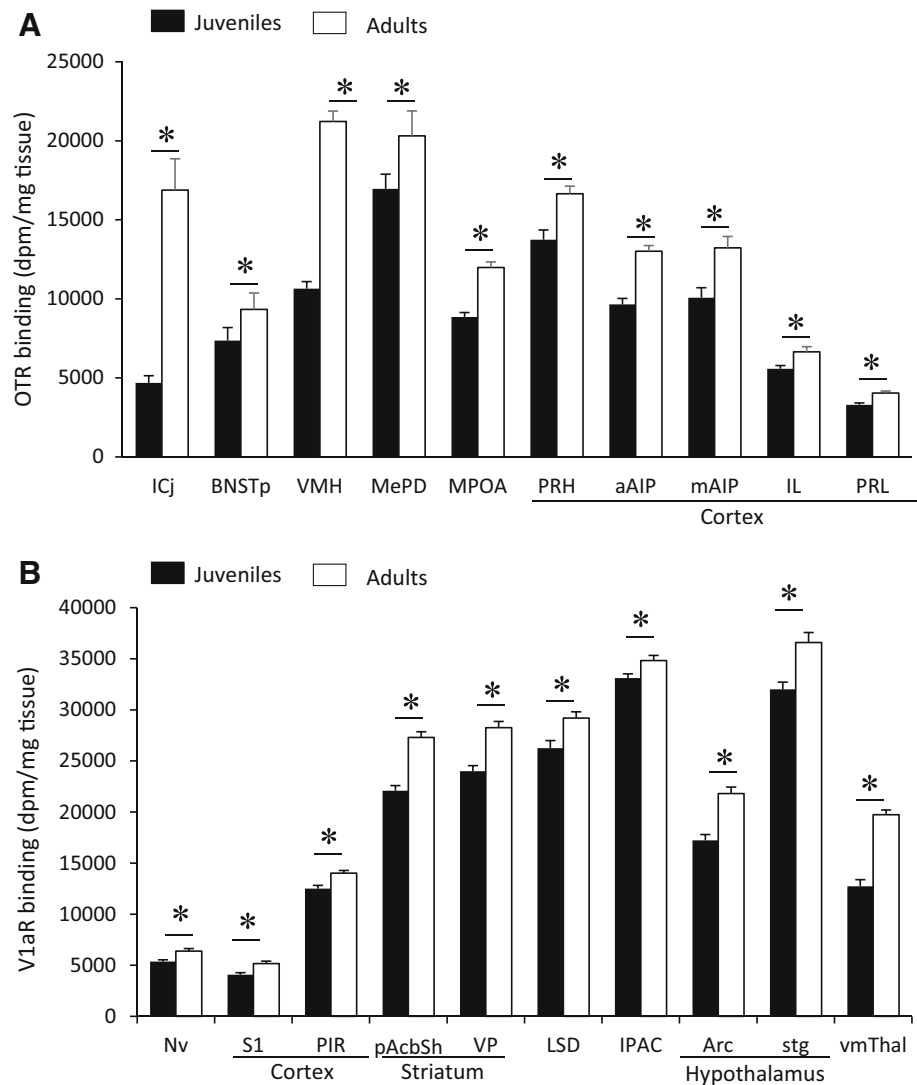 A
Juveniles Adults
OTR binding (dpm/mg tissue)
25000
20000
15000
10000
5000
0
* * * * * * * * * *
ICj BNSTp VMH MePD MPOA PRH aAIP mAIP IL PRL
Cortex
B
Juveniles Adults
V1aR binding (dpm/mg tissue)
40000
35000
30000
25000
20000
15000
10000
5000
0
* * * * * * * * * *
Nv S1 PIR pAcbSh VP LSD IPAC Arc stg vmThal
Cortex Striatum Hypothalamus